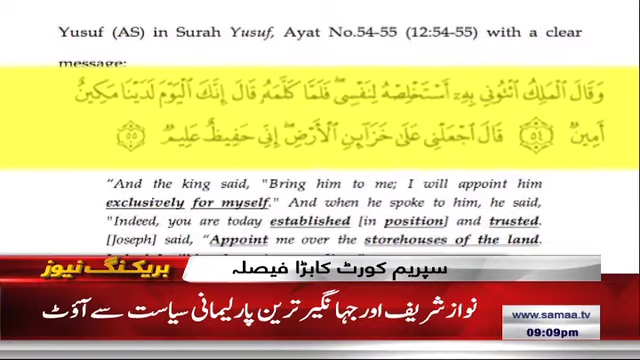 Yusuf (AS) in Surah Yusuf, Ayat No.54-55 (12:54-55) with a clear
message:
وَقَالَ الْمَلِكُ ائْتُونِي بِهِ أَسْتَخْلِصْهُ لِنَفْسِي ۖ فَلَمَّا كَلَّمَهُ قَالَ إِنَّكَ الْيَوْمَ لَدَيْنَا مَكِينٌ
أَمِينٌ ﴿٥٤﴾ قَالَ اجْعَلْنِي عَلَىٰ خَزَائِنِ الْأَرْضِ ۖ إِنِّي حَفِيظٌ عَلِيمٌ ﴿٥٥﴾
“And the king said, "Bring him to me; I will appoint him
exclusively for myself." And when he spoke to him, he said,
"Indeed, you are today established [in position] and trusted.
[Joseph] said, “Appoint me over the storehouses of the land.
بریکنگ نیوز
سپریم کورٹ کا بڑا فیصلہ
نواز شریف اور جہانگیر ترین پارلیمانی سیاست سے آؤٹ
www.samaa.tv
09:09pm